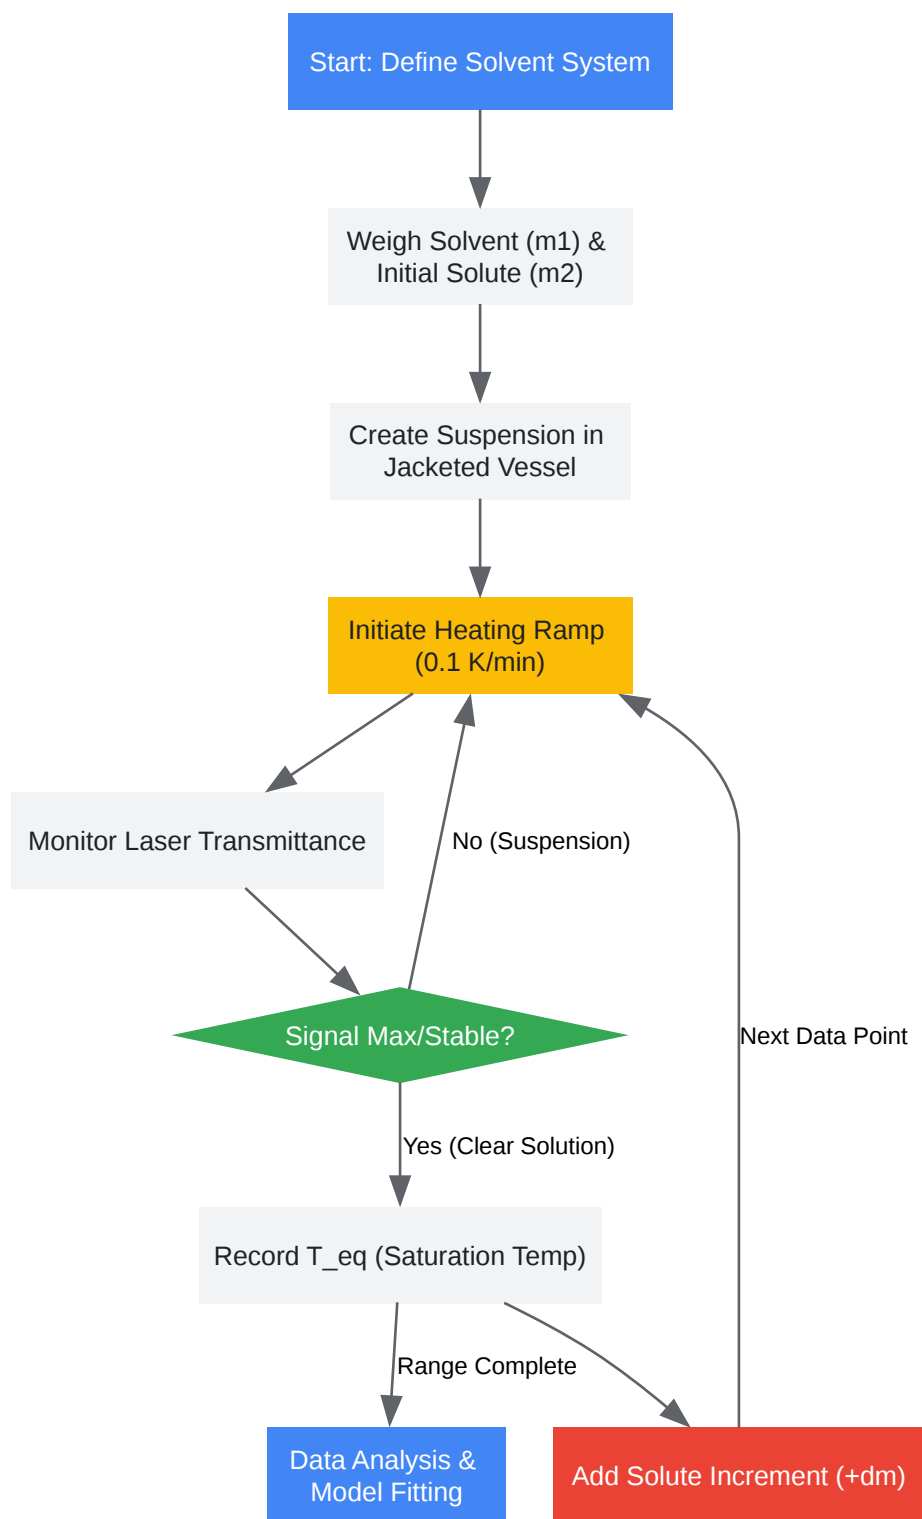 Start: Define Solvent System
Weigh Solvent (m1) &
Initial Solute (m2)
Create Suspension in
Jacketed Vessel
Initiate Heating Ramp
(0.1 K/min)
Monitor Laser Transmittance
No (Suspension)
Signal Max/Stable?
Next Data Point
Yes (Clear Solution)
Record T_eq (Saturation Temp)
Range Complete
Data Analysis &
Model Fitting
Add Solute Increment (+dm)